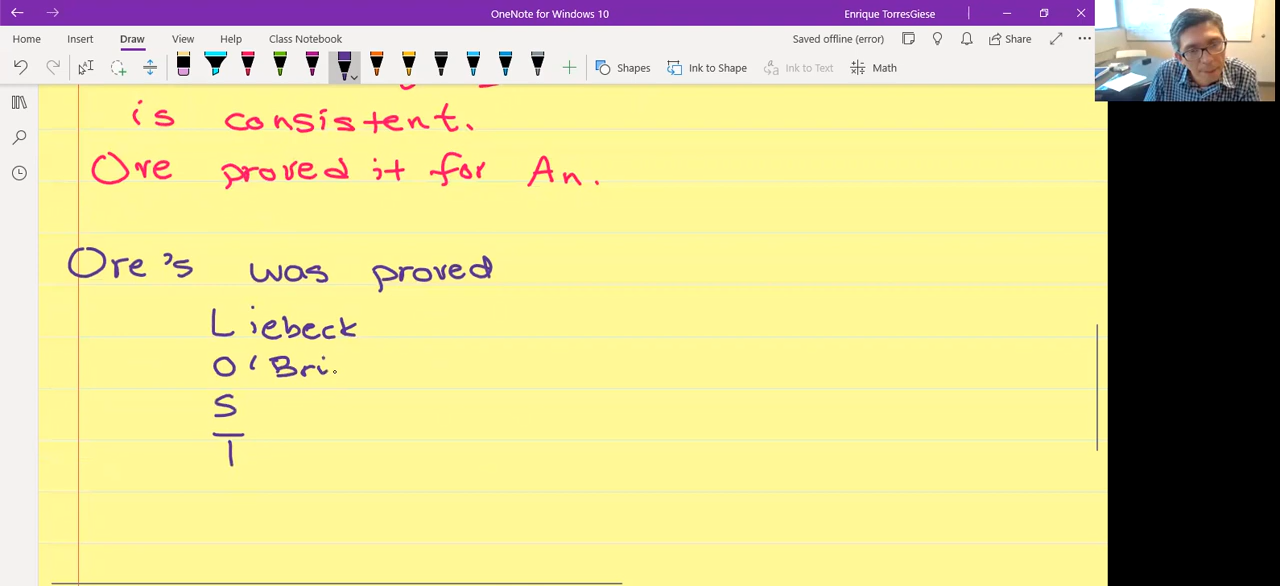 OneNote for Windows 10
Enrique TorresGiese
Home Insert Draw View Help Class Notebook
Saved offline (error)
Share
Shapes
Ink to Shape
Ink to Text
Math
is consistent.
Ore proved it for An.
Ore's was proved
Liebeck
O'Bri
S
T